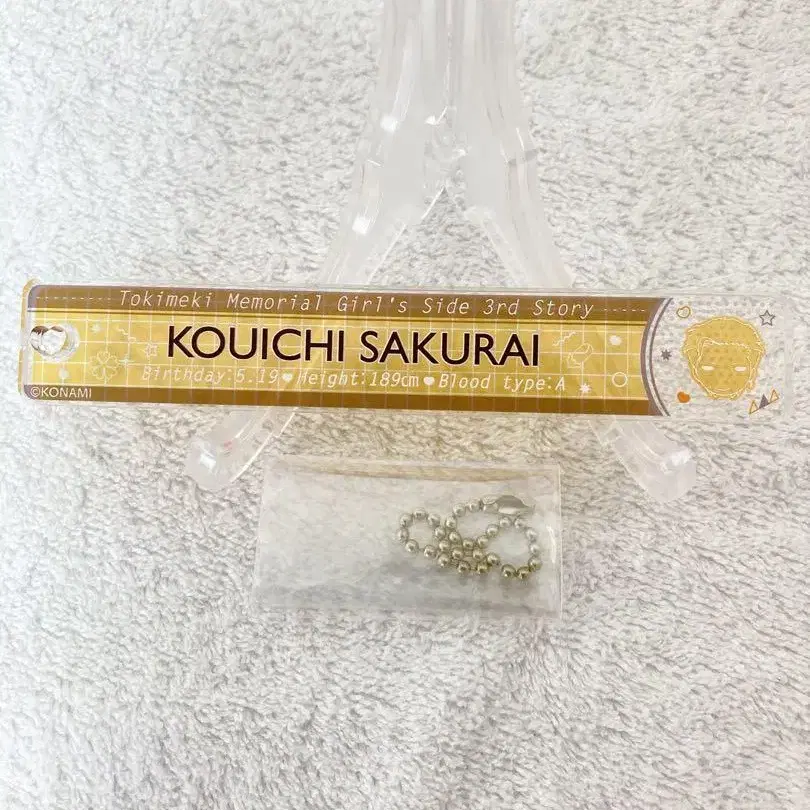 Tokimeki Memorial Girl's Side 3rd Story
KOUICHI SAKURAI
Birthday:5.19♥Height:189cm♥Blood type:A
©KONAMI